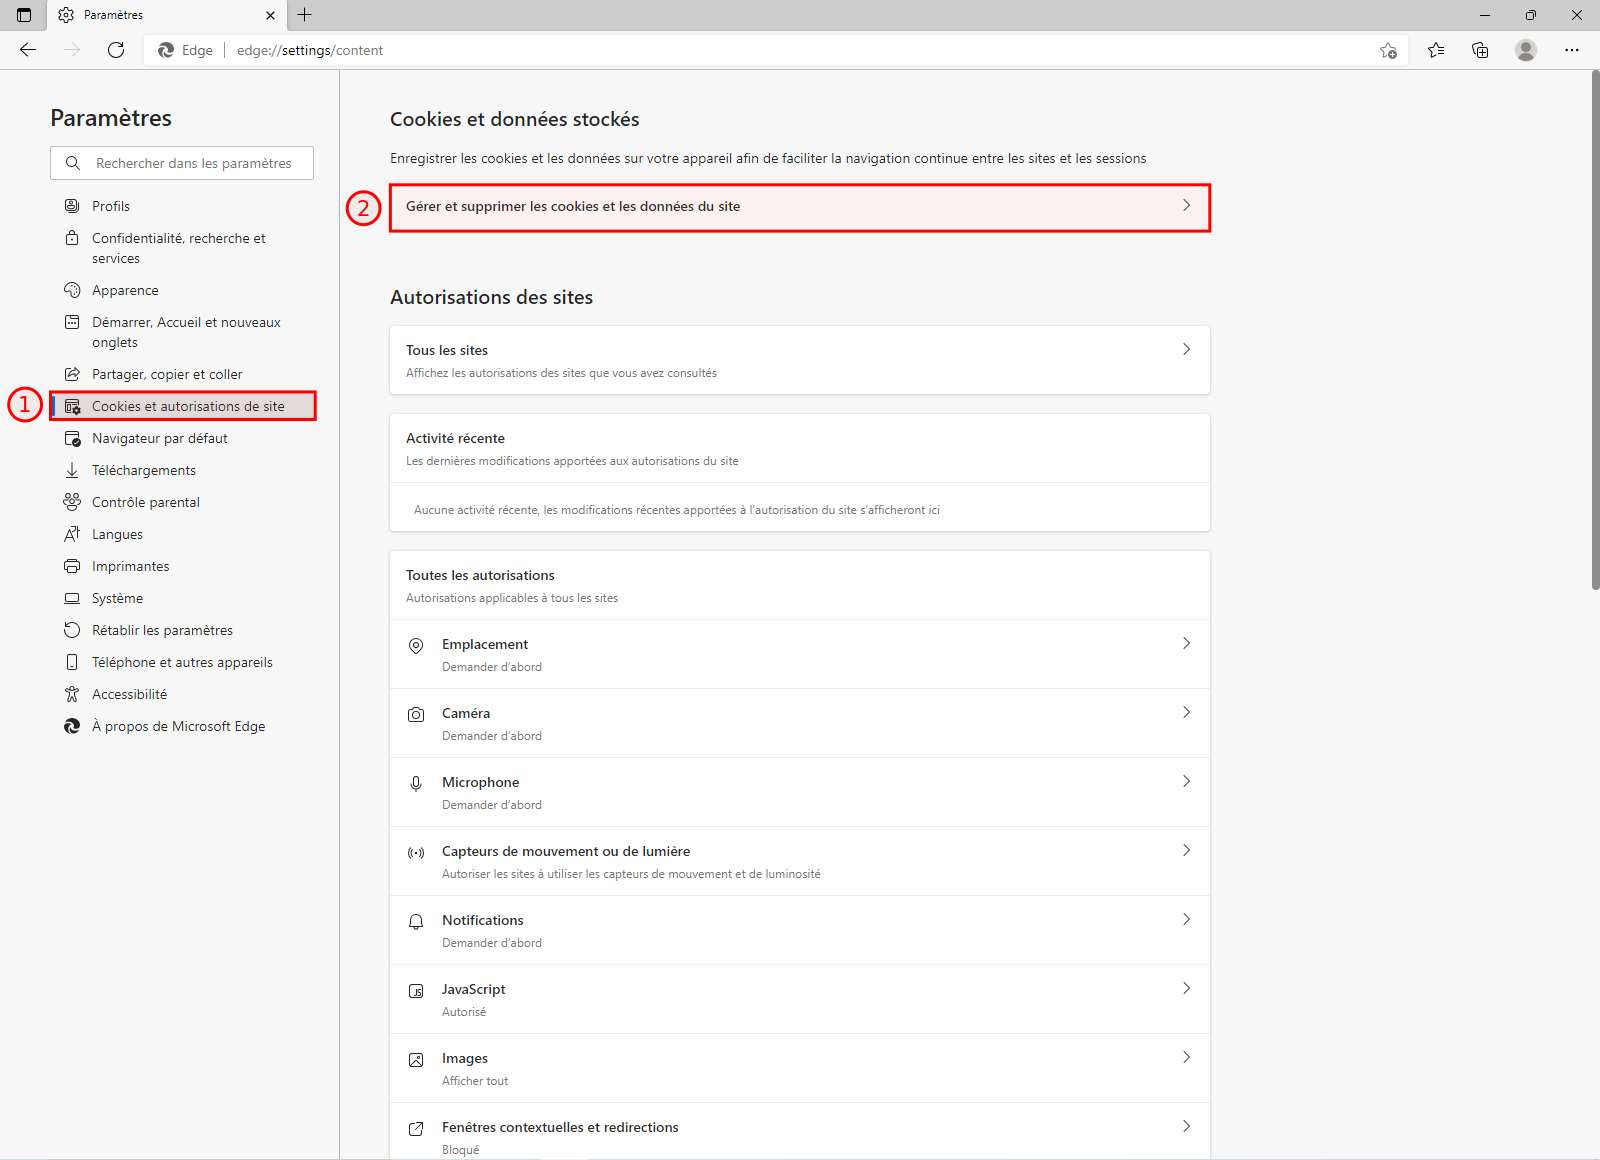 Paramètres
Edge
edge://settings/content
Paramètres
Rechercher dans les paramètres
Profils
Confidentialité, recherche et
services
Apparence
Démarrer, Accueil et nouveaux
onglets
Partager, copier et coller
1
Cookies et autorisations de site
Navigateur par défaut
Téléchargements
Contrôle parental
Langues
Imprimantes
Système
Rétablir les paramètres
Téléphone et autres appareils
Accessibilité
À propos de Microsoft Edge
Cookies et données stockés
Enregistrer les cookies et les données sur votre appareil afin de faciliter la navigation continue entre les sites et les sessions
2
Gérer et supprimer les cookies et les données du site
Autorisations des sites
Tous les sites
Affichez les autorisations des sites que vous avez consultés
Activité récente
Les dernières modifications apportées aux autorisations du site
Aucune activité récente, les modifications récentes apportées à l'autorisation du site s'afficheront ici
Toutes les autorisations
Autorisations applicables à tous les sites
Emplacement
Demander d'abord
Caméra
Demander d'abord
Microphone
Demander d'abord
Capteurs de mouvement ou de lumière
Autoriser les sites à utiliser les capteurs de mouvement et de luminosité
Notifications
Demander d'abord
JavaScript
Autorisé
Images
Afficher tout
Fenêtres contextuelles et redirections
Bloqué